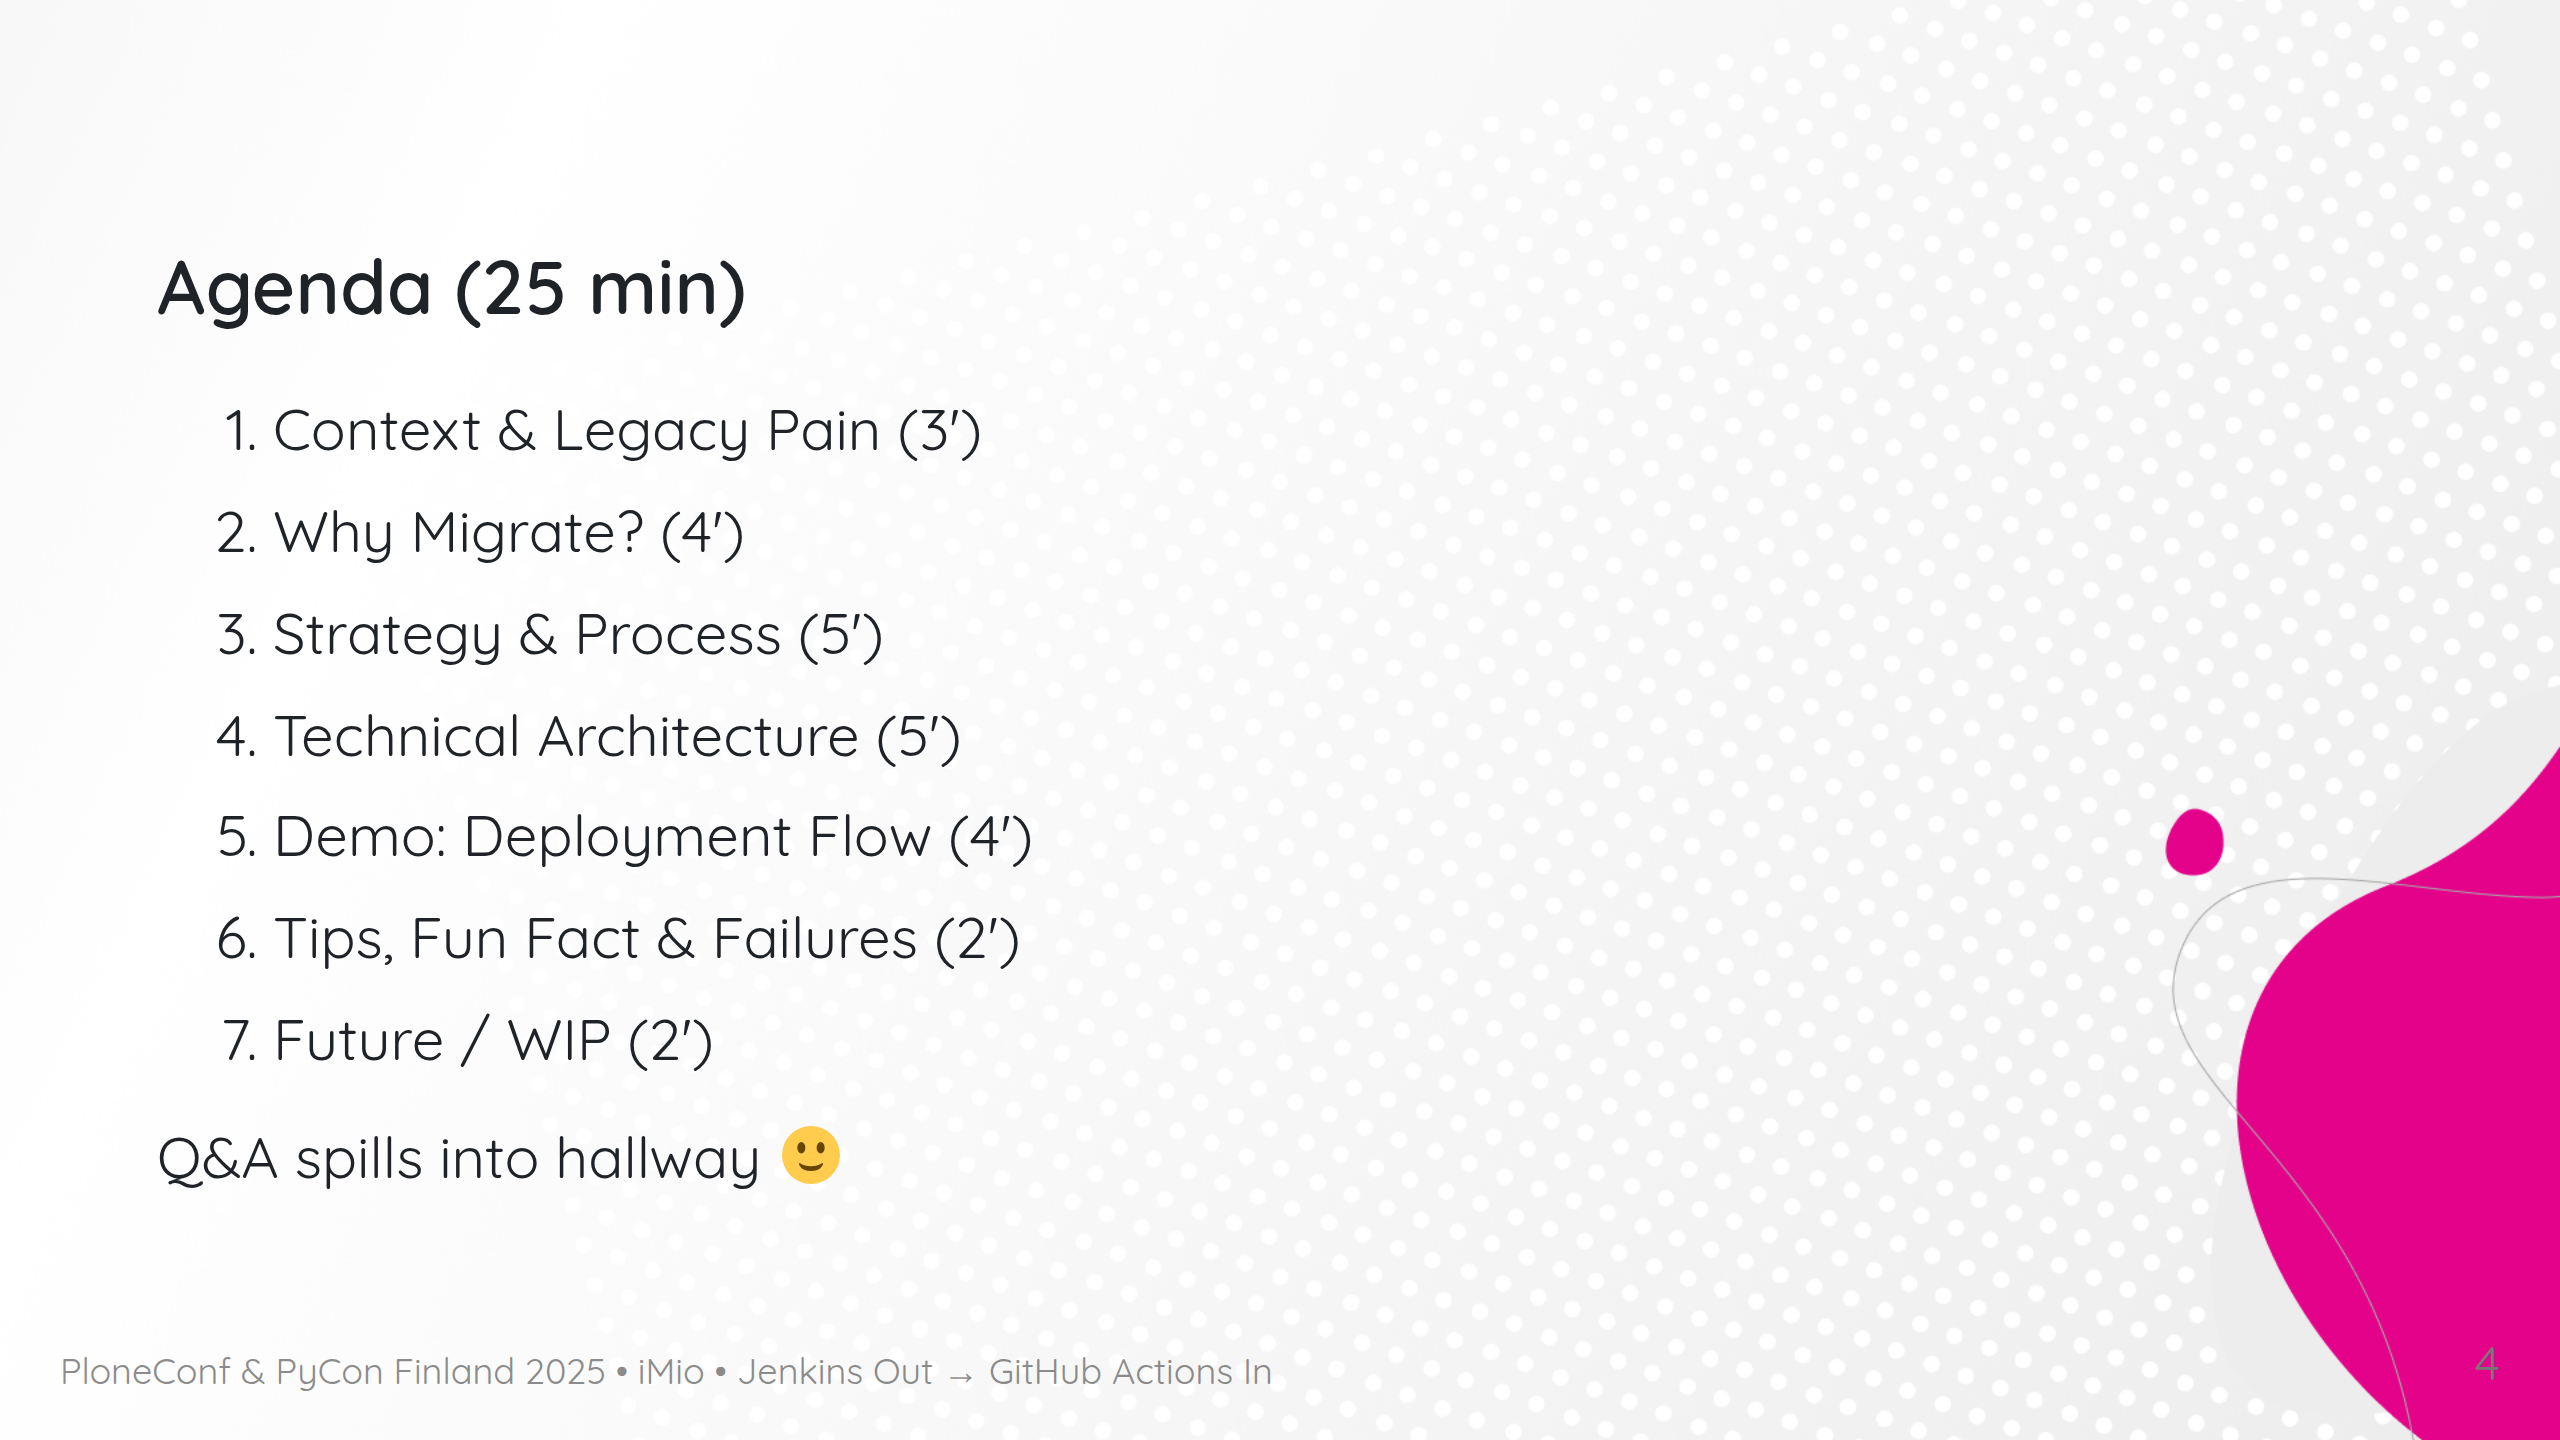 Agenda (25 min)
1. Context & Legacy Pain (3')
2. Why Migrate? (4')
3. Strategy & Process (5')
4. Technical Architecture (5')
5. Demo: Deployment Flow (4')
6. Tips, Fun Fact & Failures (2')
7. Future / WIP (2')
Q&A spills into hallway 🙂
PloneConf & PyCon Finland 2025 • iMio • Jenkins Out → GitHub Actions In
4